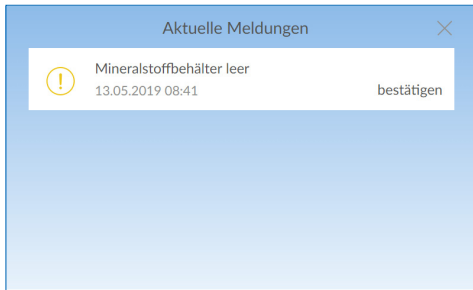 Aktuelle Meldungen
Mineralstoffbehälter leer
13.05.2019 08:41
bestätigen